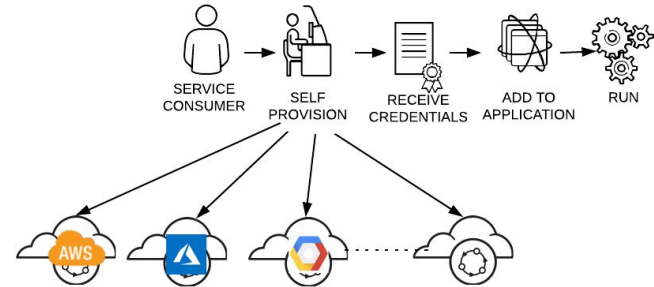 SERVICE
CONSUMER
SELF
PROVISION
RECEIVE
CREDENTIALS
ADD TO
APPLICATION
RUN
AWS